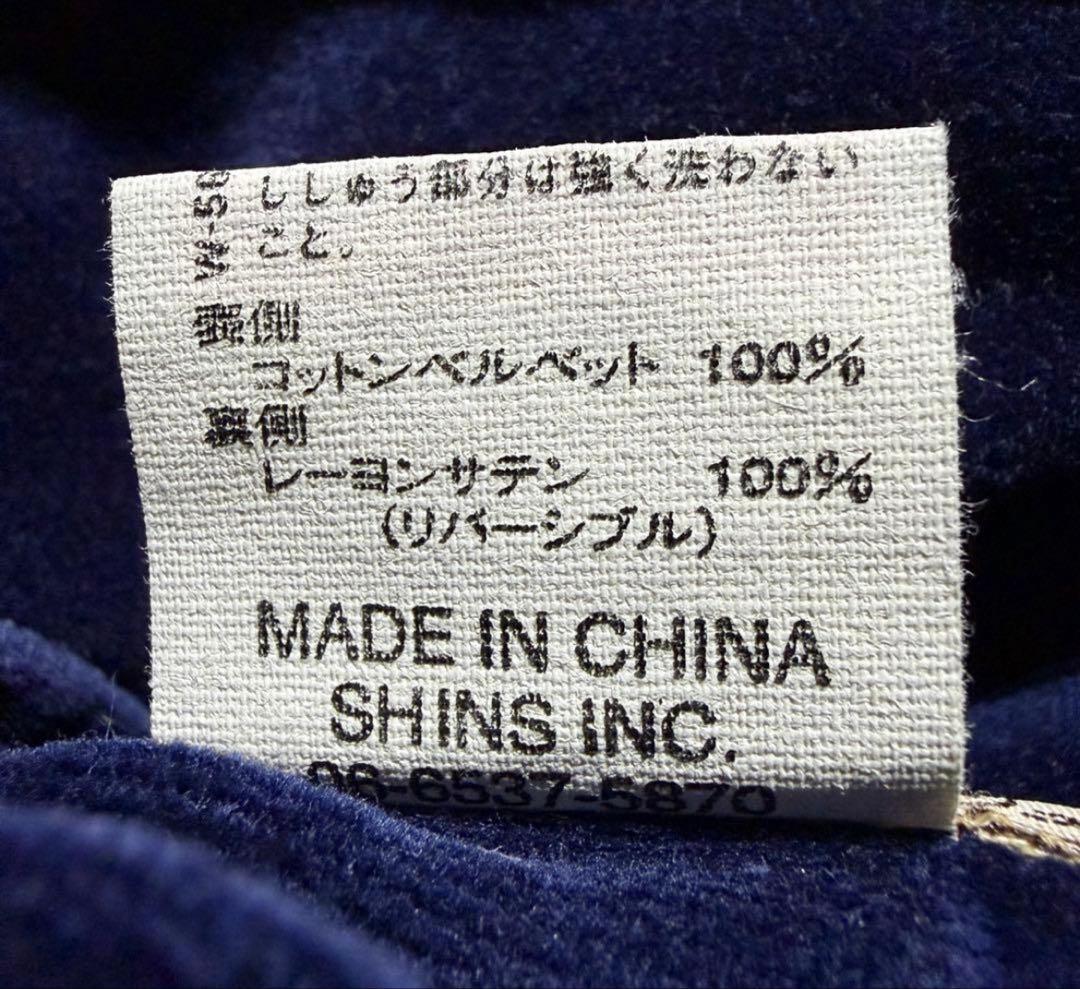 W-50
ししゅう部分は強く洗わない
こと。
裏側
コットンベルベット 100%
裏側
レーヨンサテン 100%
(リバーシブル)
MADE IN CHINA
SHINS INC.
06-6537-5870